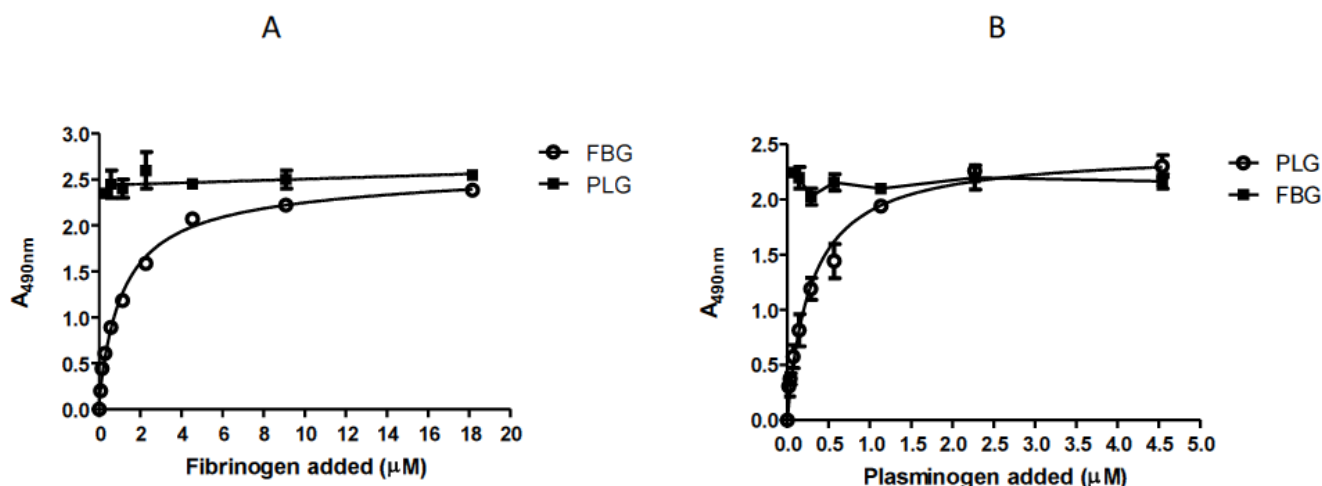 A
B
3.0
2.5
2.0
1.5
1.0
0.5
0.0
A490nm
0 2 4 6 8 10 12 14 16 18 20
Fibrinogen added (μM)
FBG
PLG
2.5
2.0
1.5
1.0
0.5
0.0
A490nm
0.0 0.5 1.0 1.5 2.0 2.5 3.0 3.5 4.0 4.5 5.0
Plasminogen added (μM)
PLG
FBG